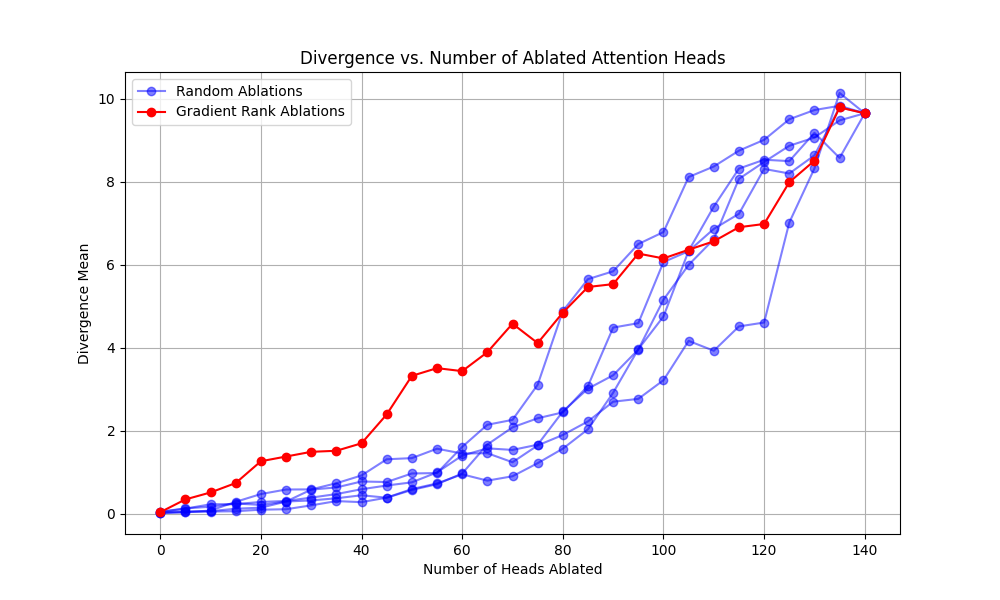 Divergence vs. Number of Ablated Attention Heads
Random Ablations
Gradient Rank Ablations
10
8
6
4
2
0
Divergence Mean
0 20 40 60 80 100 120 140
Number of Heads Ablated